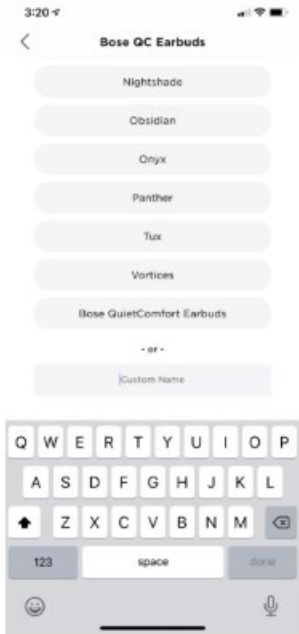 3:20
Bose QC Earbuds
Nightshade
Obsidian
Onyx
Panther
Tux
Vortices
Bose QuietComfort Earbuds
- or -
Custom Name
Q W E R T Y U I O P
A S D F G H J K L
Z X C V B N M
123 space done